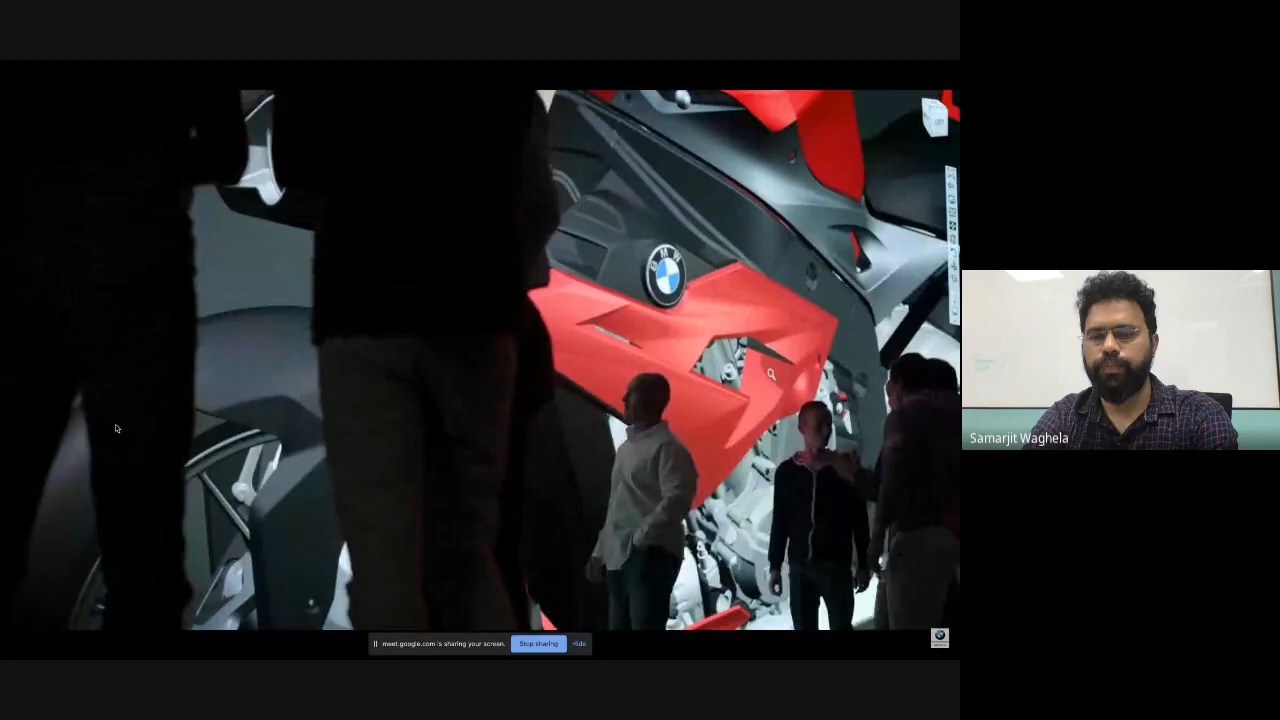 BMW
meet.google.com is sharing your screen.
Stop sharing
Hide
Samarjit Waghela